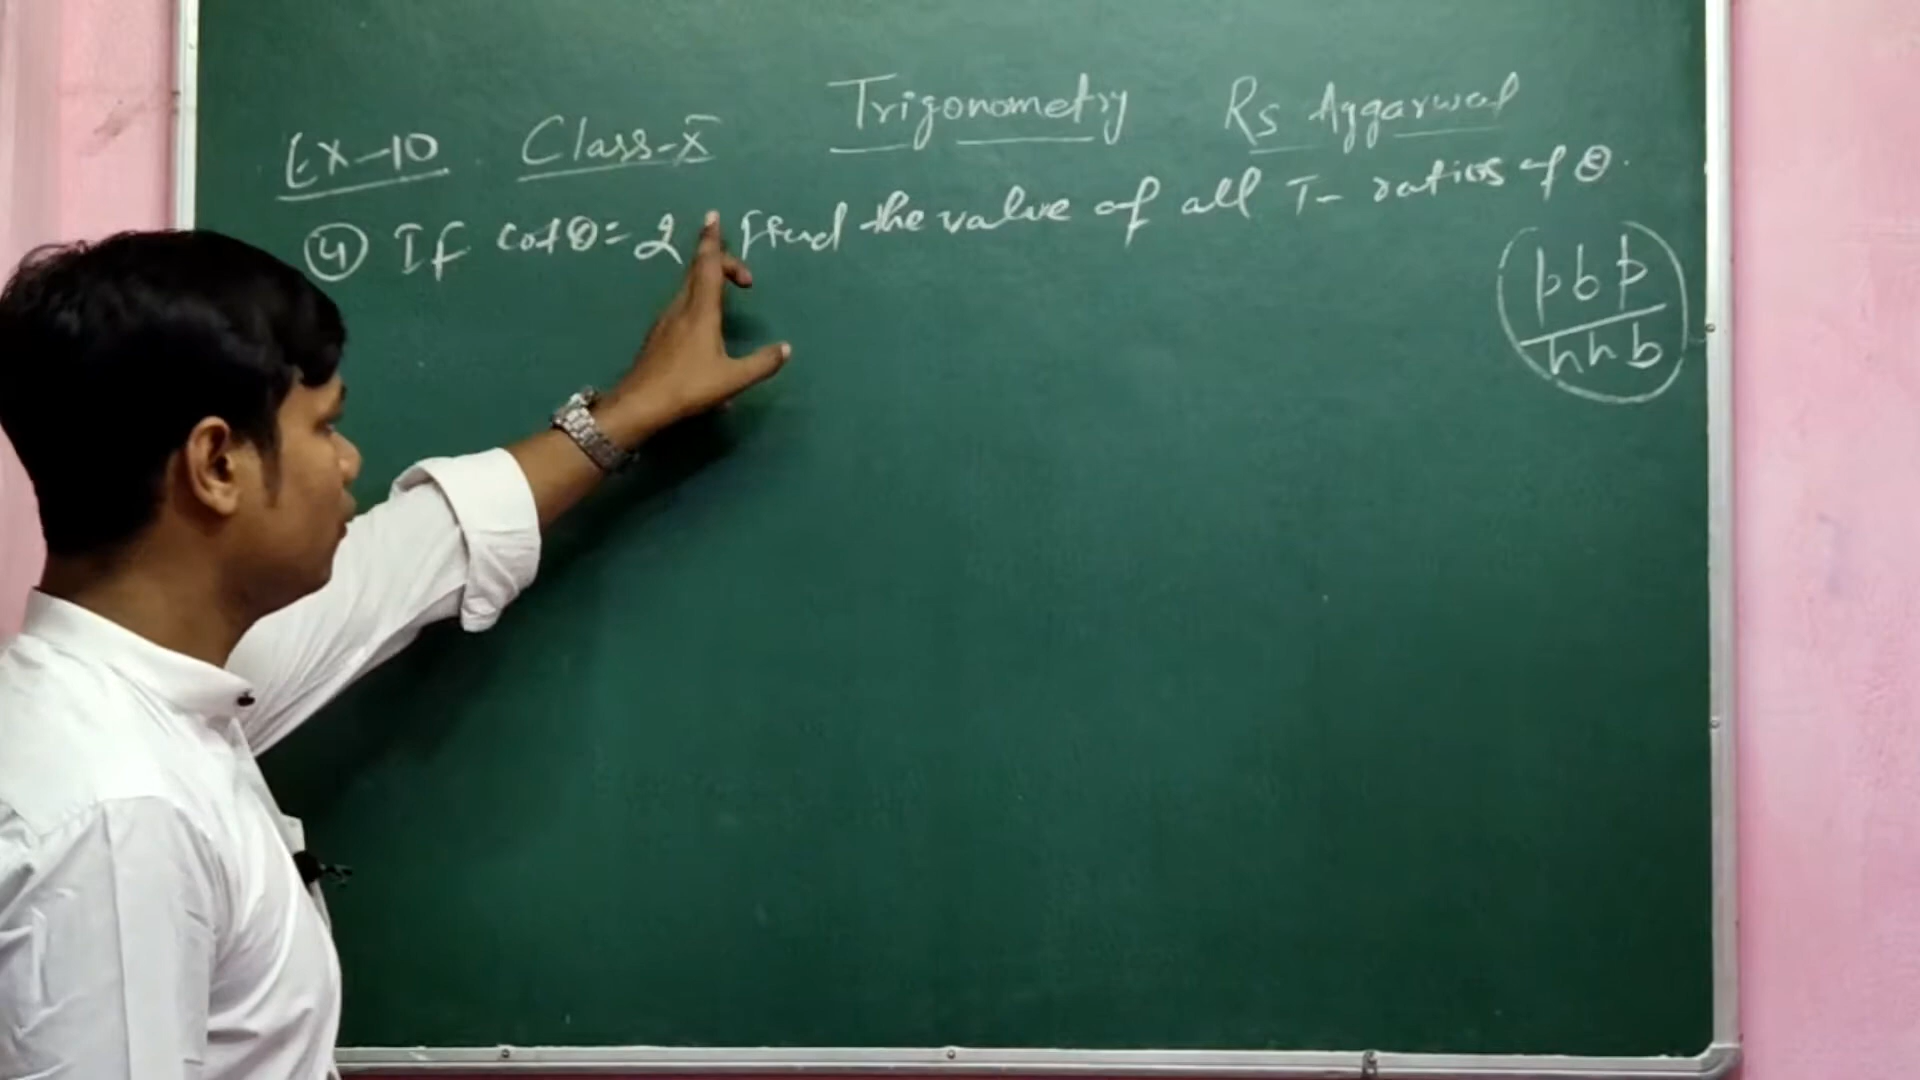 Ex-10 Class-X Trigonometry Rs Aggarwal
4 If cotθ=2 find the value of all T-ratios of θ.
p b p
h h b